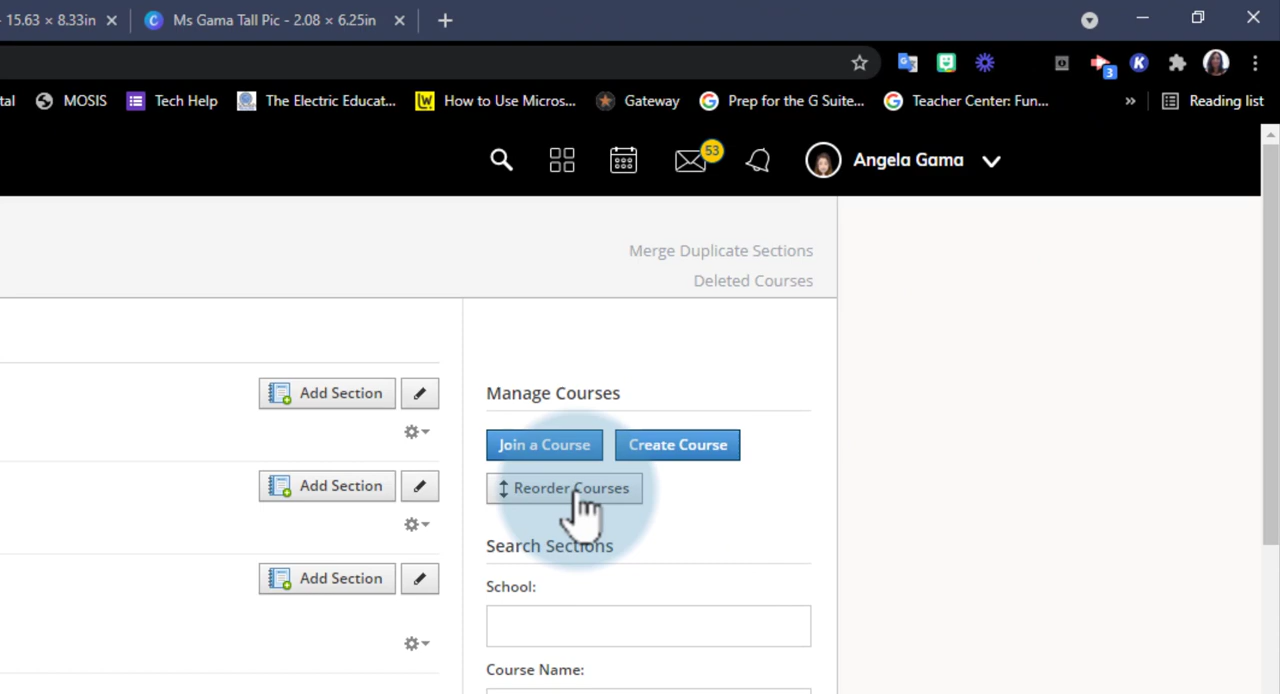 15.63 × 8.33in
Ms Gama Tall Pic - 2.08 × 6.25in
3
tal
MOSIS
Tech Help
The Electric Educat...
How to Use Micros...
Gateway
Prep for the G Suite...
Teacher Center: Fun...
»
Reading list
53
Angela Gama
Merge Duplicate Sections
Deleted Courses
Add Section
Manage Courses
Join a Course
Create Course
Add Section
Reorder Courses
Search Sections
Add Section
School:
Course Name: